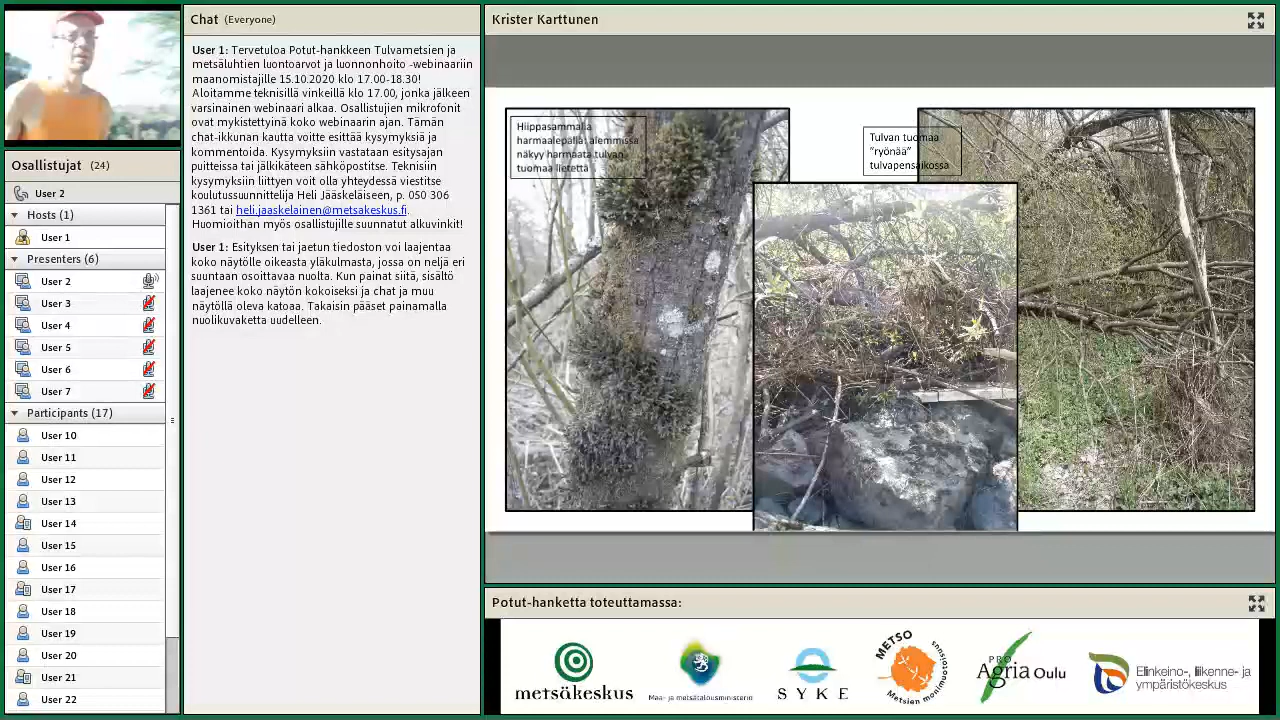 Chat (Everyone)
Krister Karttunen
User 1: Tervetuloa Potut-hankkeen Tulvametsien ja
metsäluhtien luontoarvot ja luonnonhoito -webinaariin
maanomistajille 15.10.2020 klo 17.00-18.30!
Aloitamme teknisillä vinkeillä klo 17.00, jonka jälkeen
varsinainen webinaari alkaa. Osallistujien mikrofonit
ovat mykistettyinä koko webinaarin ajan. Tämän
chat-ikkunan kautta voitte esittää kysymyksiä ja
kommentoida. Kysymyksiin vastataan esitysajan
puitteissa tai jälkikäteen sähköpostitse. Teknisiin
kysymyksiin liittyen voit olla yhteydessä viestitse
koulutussuunnittelija Heli Jääskeläiseen, p. 050 306
1361 tai heli.jaaskelainen@metsakeskus.fi.
Huomioithan myös osallistujille suunnatut alkuvinkit!
User 1: Esityksen tai jaetun tiedoston voi laajentaa
koko näytölle oikeasta yläkulmasta, jossa on neljä eri
suuntaan osoittavaa nuolta. Kun painat siitä, sisältö
laajenee koko näytön kokoiseksi ja chat ja muu
näytöllä oleva katoaa. Takaisin pääset painamalla
nuolikuvaketta uudelleen.
Osallistujat (24)
User 2
Hosts (1)
User 1
Presenters (6)
User 2
User 3
User 4
User 5
User 6
User 7
Participants (17)
User 10
User 11
User 12
User 13
User 14
User 15
User 16
User 17
User 18
User 19
User 20
User 21
User 22
Hiippasammalia
harmaalepällä: alemmissa
näkyy harmaata tulvan
tuomaa lietettä
Tulvan tuomaa
"ryönää"
tulvapensaikossa
Potut-hanketta toteuttamassa:
metsäkeskus
Maa- ja metsätalousministeriö
SYKE
METSO
Metsien monimuotoisuus
PRO
Agria Oulu
Elinkeino-, liikenne- ja
ympäristökeskus